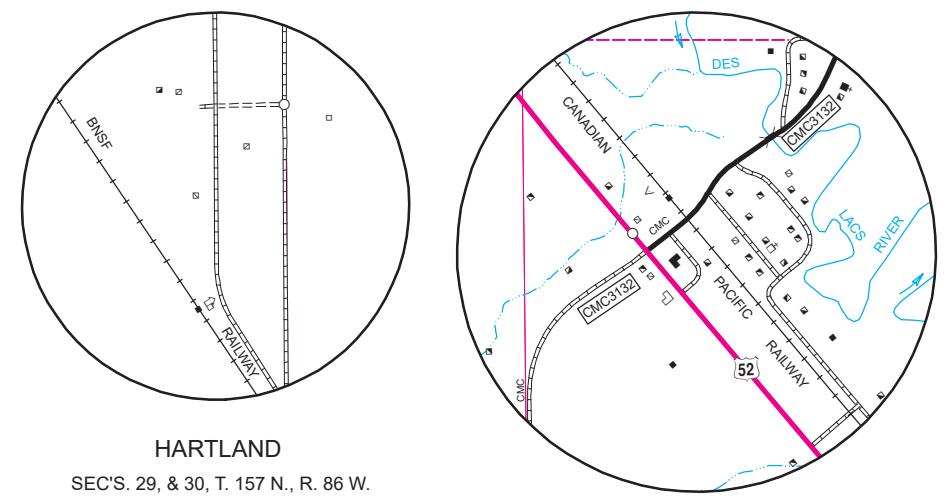 BNSF
RAILWAY
HARTLAND
SEC'S. 29, & 30, T. 157 N., R. 86 W.
DES
CANADIAN
CMC3132
CMC
LACS
RIVER
CMC3132
PACIFIC
RAILWAY
52
CMC